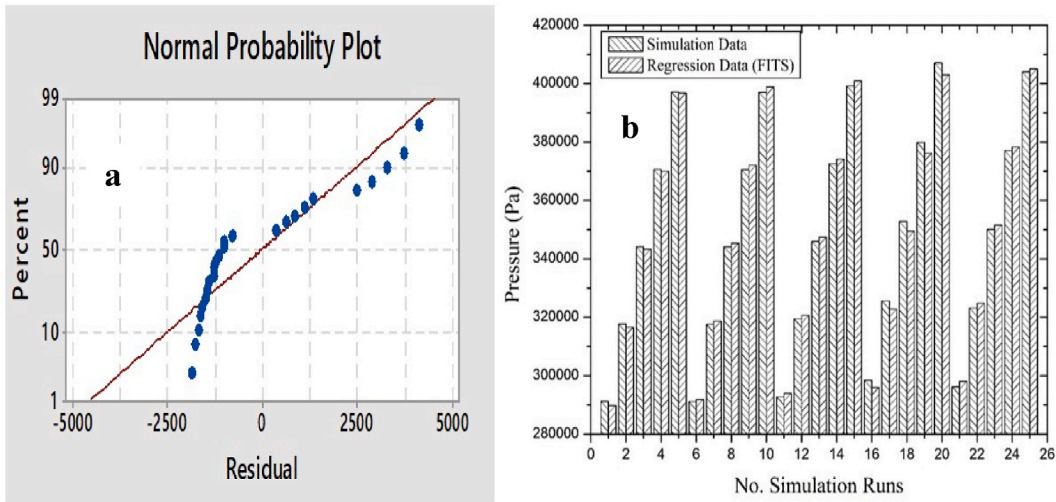 Normal Probability Plot
a
Percent
99
90
50
10
1
-5000
-2500
0
2500
5000
Residual
b
Simulation Data
Regression Data (FITS)
Pressure (Pa)
420000
400000
380000
360000
340000
320000
300000
280000
0 2 4 6 8 10 12 14 16 18 20 22 24 26
No. Simulation Runs